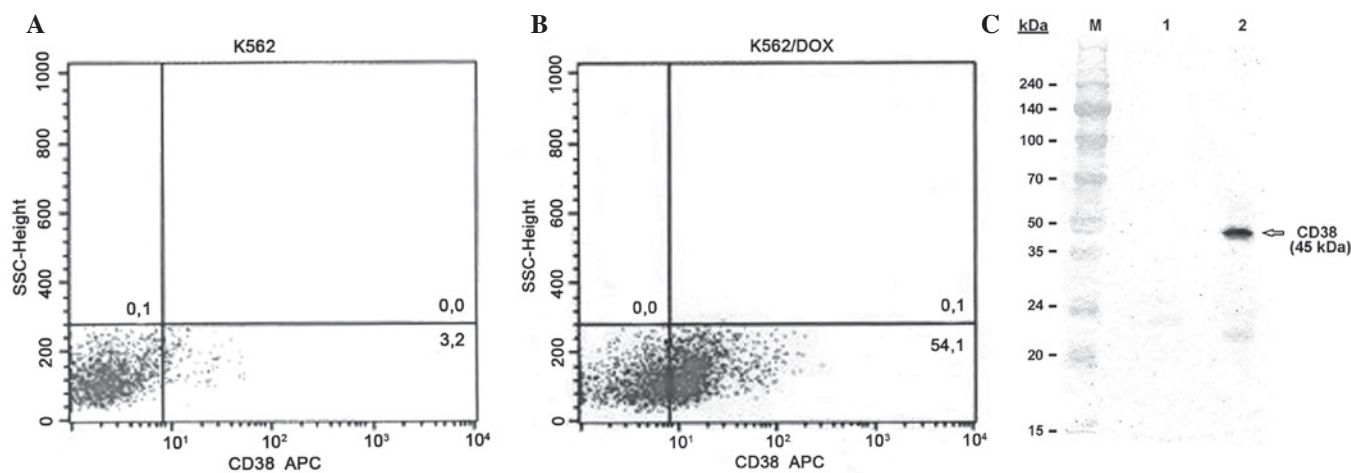 A
K562
SSC-Height
1000
800
600
400
200
0
0,1
0,0
3,2
10¹
10²
10³
10⁴
CD38 APC
B
K562/DOX
SSC-Height
1000
800
600
400
200
0
0,0
0,1
54,1
10¹
10²
10³
10⁴
CD38 APC
C
kDa M 1 2
240
140
100
70
50
35
24
20
15
CD38
(45 kDa)